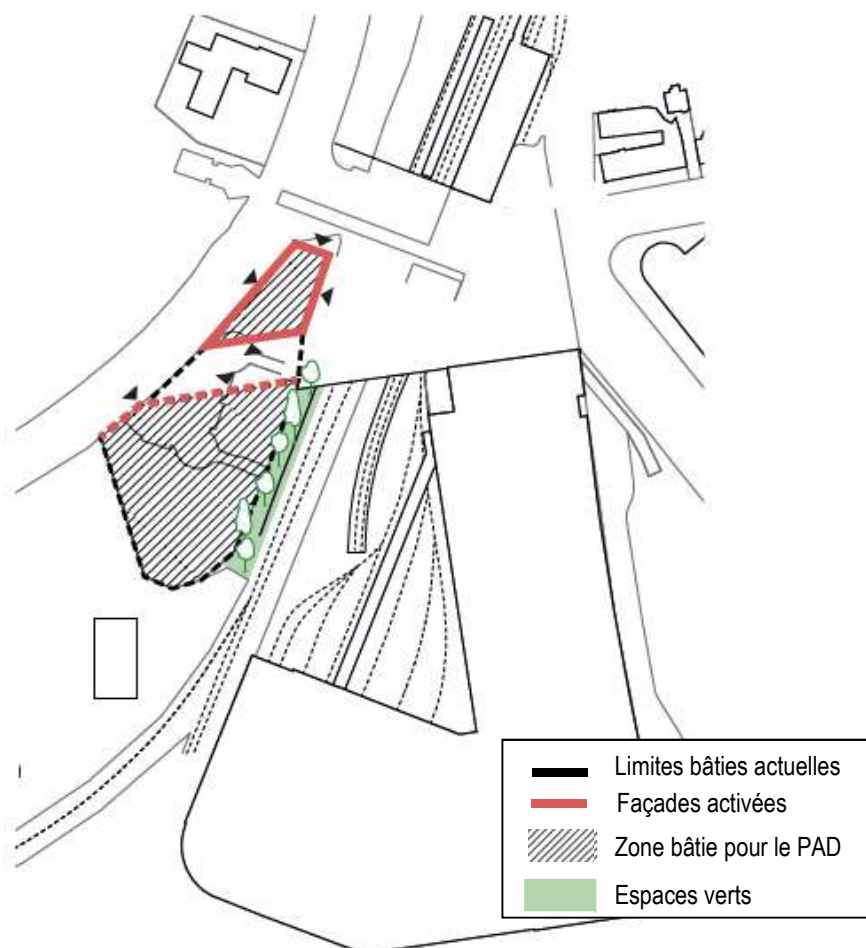 Limites bâties actuelles
Façades activées
Zone bâtie pour le PAD
Espaces verts